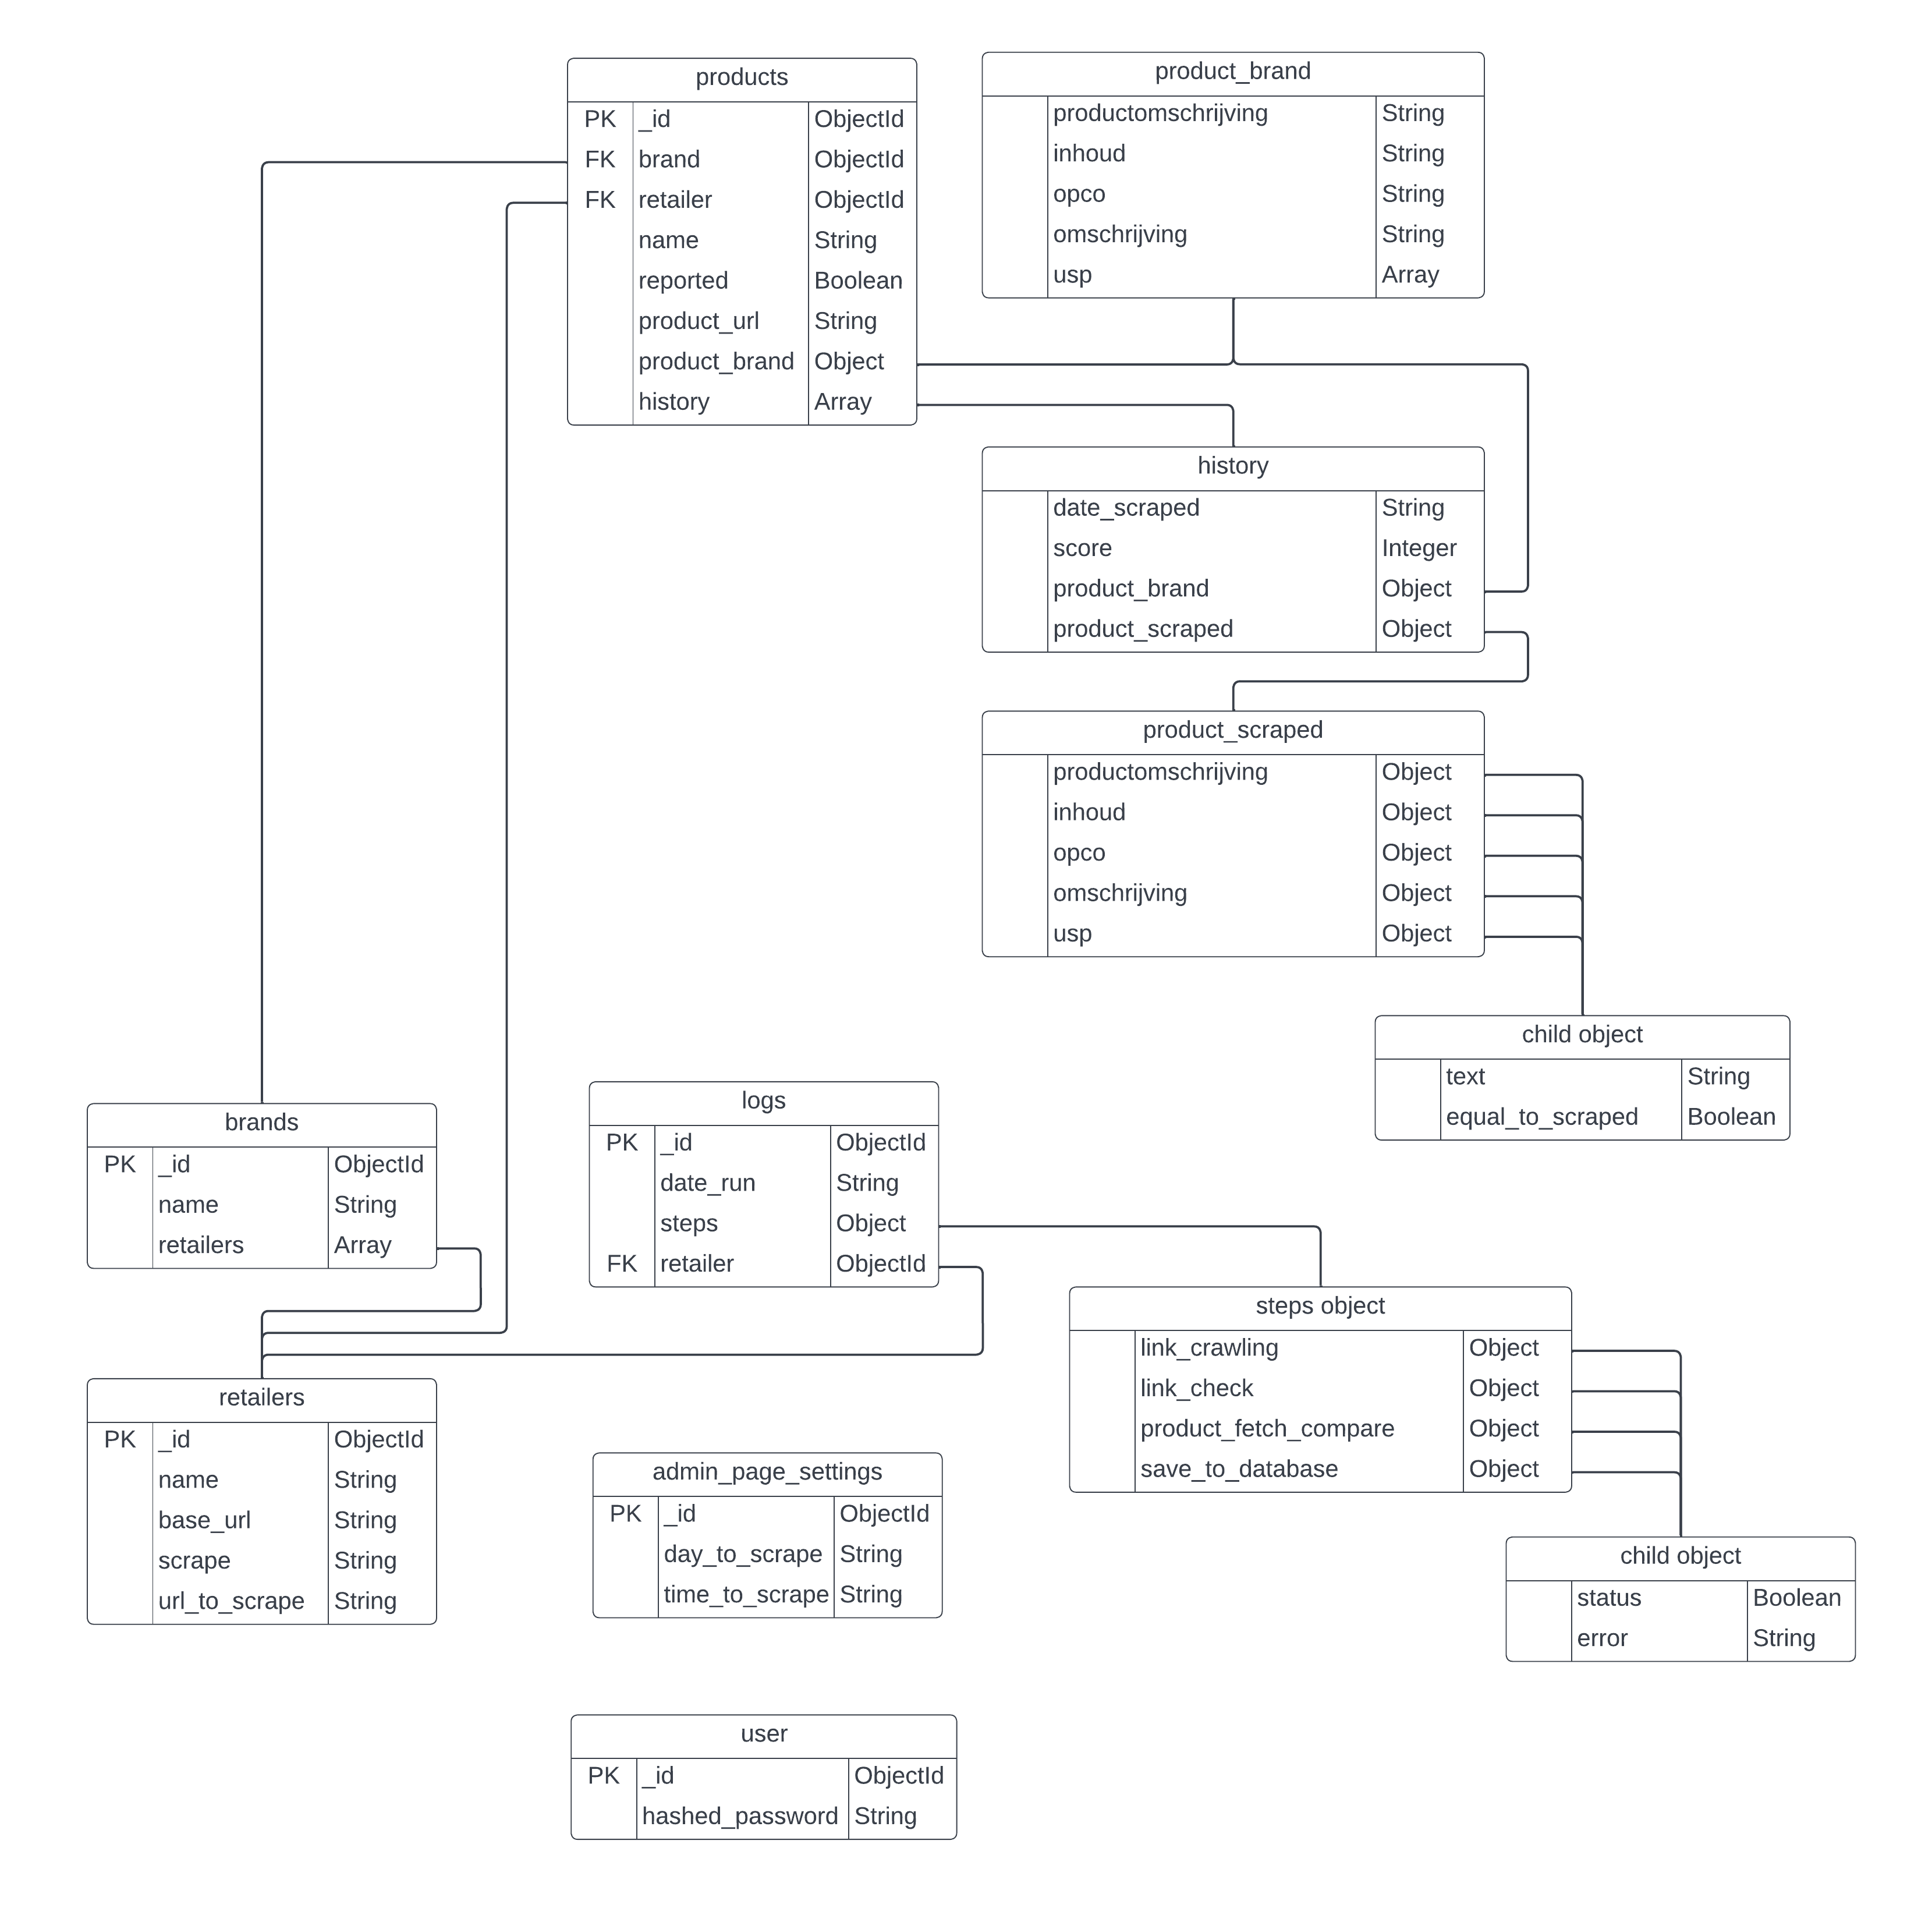 products
PK _id ObjectId
FK brand ObjectId
FK retailer ObjectId
name String
reported Boolean
product_url String
product_brand Object
history Array
product_brand
productomschrijving String
inhoud String
opco String
omschrijving String
usp Array
history
date_scraped String
score Integer
product_brand Object
product_scraped Object
product_scraped
productomschrijving Object
inhoud Object
opco Object
omschrijving Object
usp Object
child object
text String
equal_to_scraped Boolean
brands
PK _id ObjectId
name String
retailers Array
logs
PK _id ObjectId
date_run String
steps Object
FK retailer ObjectId
steps object
link_crawling Object
link_check Object
product_fetch_compare Object
save_to_database Object
retailers
PK _id ObjectId
name String
base_url String
scrape String
url_to_scrape String
admin_page_settings
PK _id ObjectId
day_to_scrape String
time_to_scrape String
child object
status Boolean
error String
user
PK _id ObjectId
hashed_password String